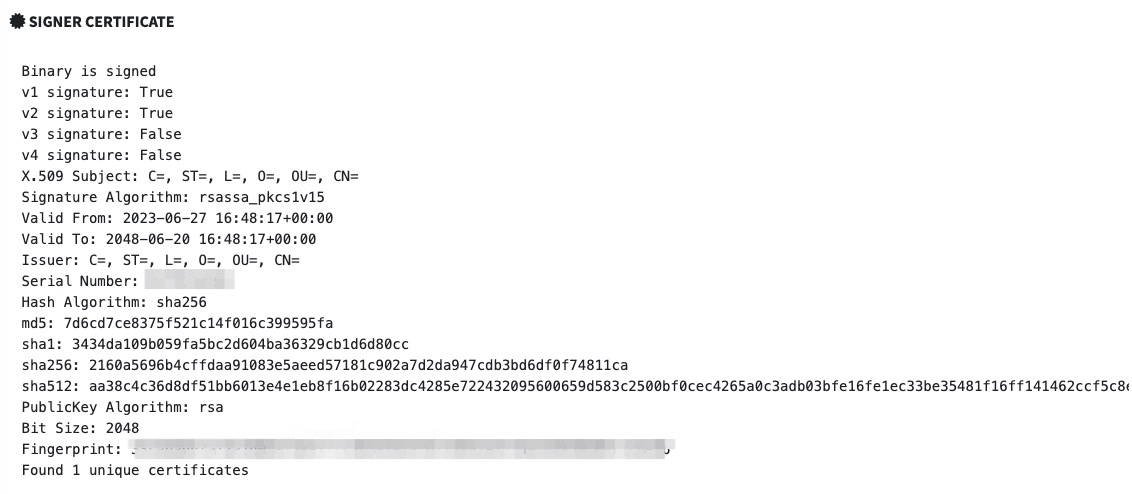 SIGNER CERTIFICATE
Binary is signed
v1 signature: True
v2 signature: True
v3 signature: False
v4 signature: False
X.509 Subject: C=, ST=, L=, O=, OU=, CN=
Signature Algorithm: rsassa_pkcs1v15
Valid From: 2023-06-27 16:48:17+00:00
Valid To: 2048-06-20 16:48:17+00:00
Issuer: C=, ST=, L=, O=, OU=, CN=
Serial Number:
Hash Algorithm: sha256
md5: 7d6cd7ce8375f521c14f016c399595fa
sha1: 3434da109b059fa5bc2d604ba36329cb1d6d80cc
sha256: 2160a5696b4cffdaa91083e5aeed57181c902a7d2da947cdb3bd6df0f74811ca
sha512: aa38c4c36d8df51bb6013e4e1eb8f16b02283dc4285e722432095600659d583c2500bf0cec4265a0c3adb03bfe16fe1ec33be35481f16ff141462ccf5c8
PublicKey Algorithm: rsa
Bit Size: 2048
Fingerprint:
Found 1 unique certificates